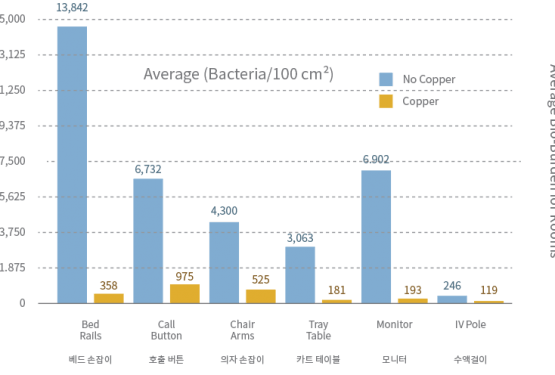 13,842
5,000
3,125
Average (Bacteria/100 cm²)
No Copper
Copper
1,250
9,375
7,500
6,732
6.902
5,625
4,300
3,750
3,063
1.875
358
975
525
181
193
246
119
0
Bed Rails
Call Button
Chair Arms
Tray Table
Monitor
IV Pole
베드 손잡이
호출 버튼
의자 손잡이
카트 테이블
모니터
수액걸이